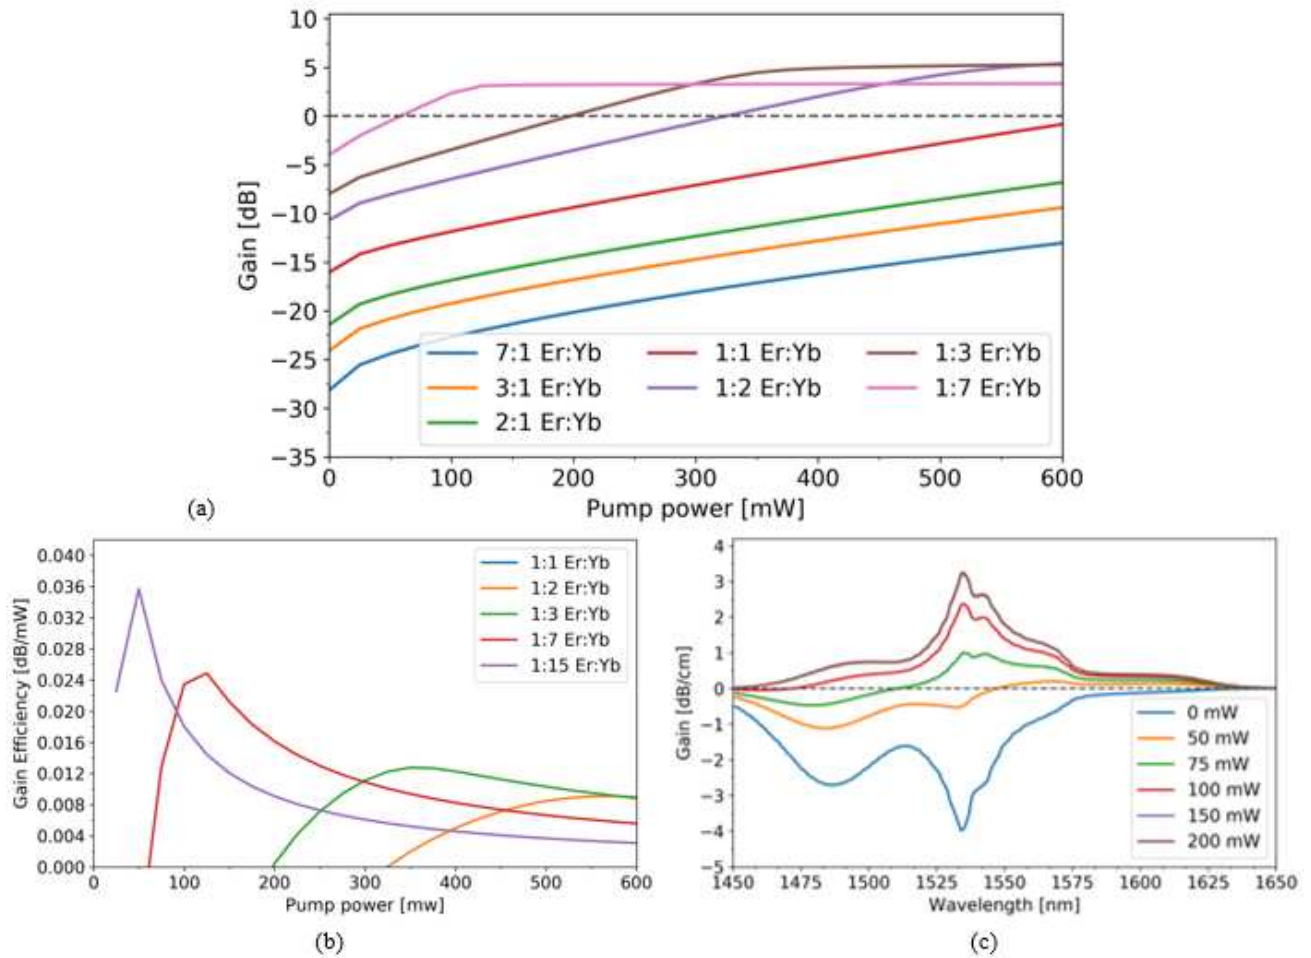 10
5
0
−5
−10
−15
−20
−25
−30
−35
Gain [dB]
7:1 Er:Yb 1:1 Er:Yb 1:3 Er:Yb
3:1 Er:Yb 1:2 Er:Yb 1:7 Er:Yb
2:1 Er:Yb
0 100 200 300 400 500 600
Pump power [mW]
(a)
0.040
0.036
0.032
0.028
0.024
0.020
0.016
0.012
0.008
0.004
0.000
Gain Efficiency [dB/mW]
1:1 Er:Yb
1:2 Er:Yb
1:3 Er:Yb
1:7 Er:Yb
1:15 Er:Yb
0 100 200 300 400 500 600
Pump power [mw]
(b)
4
3
2
1
0
−1
−2
−3
−4
−5
Gain [dB/cm]
0 mW
50 mW
75 mW
100 mW
150 mW
200 mW
1450 1475 1500 1525 1550 1575 1600 1625 1650
Wavelength [nm]
(c)